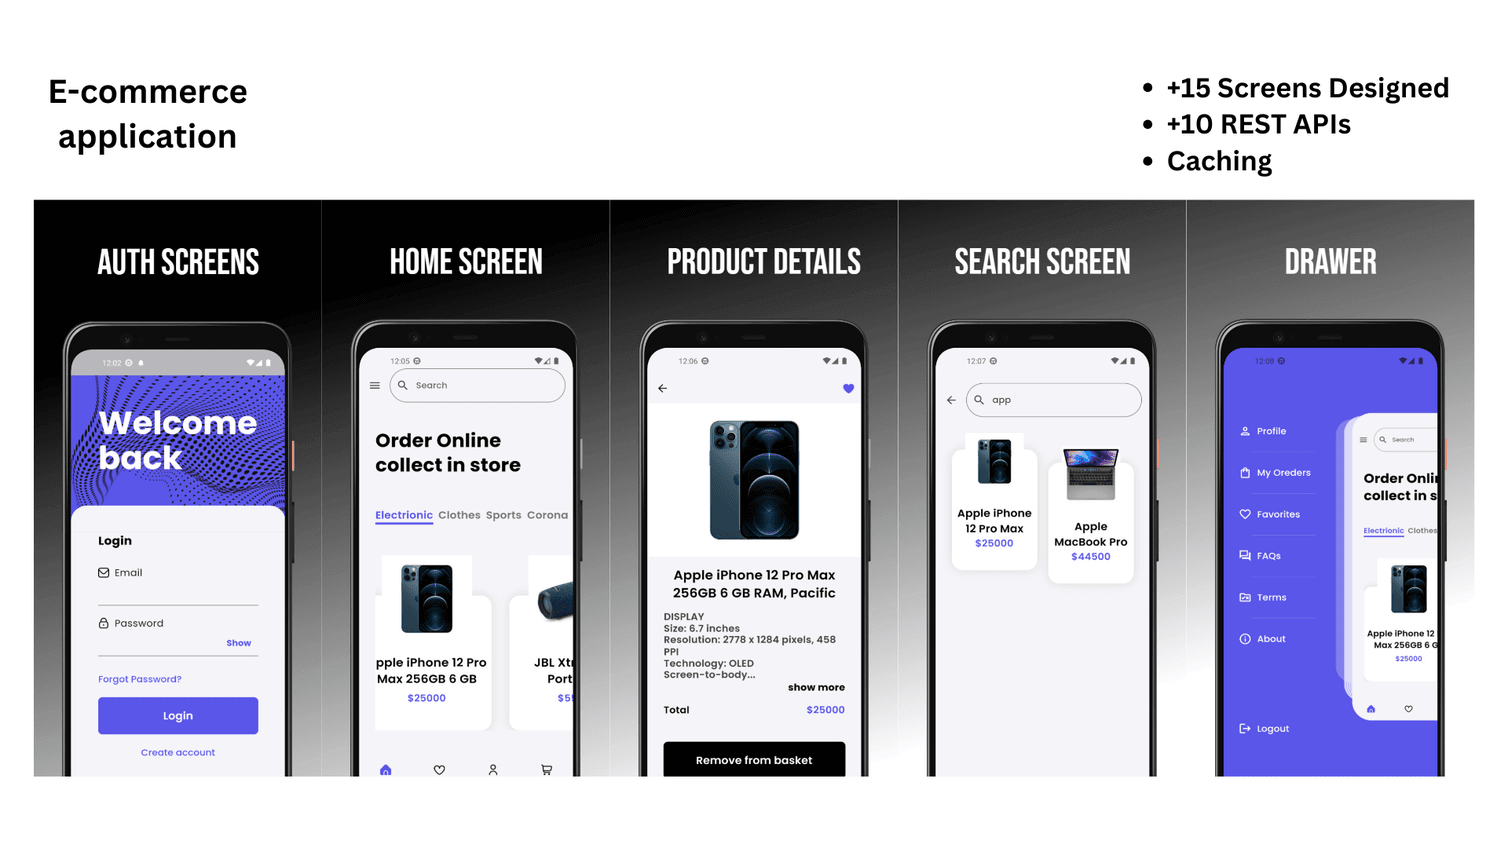 E-commerce
application
+15 Screens Designed
+10 REST APIs
Caching
AUTH SCREENS
12:02
Welcome
back
Login
Email
Password
Show
Forgot Password?
Login
Create account
HOME SCREEN
12:05
Search
Order Online
collect in store
Electrionic Clothes Sports Corona
pple iPhone 12 Pro
Max 256GB 6 GB
$25000
JBL Xtr
Port
PRODUCT DETAILS
12:06
Apple iPhone 12 Pro Max
256GB 6 GB RAM, Pacific
DISPLAY
Size: 6.7 inches
Resolution: 2778 x 1284 pixels, 458
PPI
Technology: OLED
Screen-to-body...
show more
Total $25000
Remove from basket
SEARCH SCREEN
12:07
app
Apple iPhone
12 Pro Max
$25000
Apple
MacBook Pro
$44500
DRAWER
12:08
Profile
My Oreders
Favorites
FAQs
Terms
About
Logout
Search
Order Onli
collect in s
Electrionic Clothes
Apple iPhone 12
Max 256GB 6 G
$25000